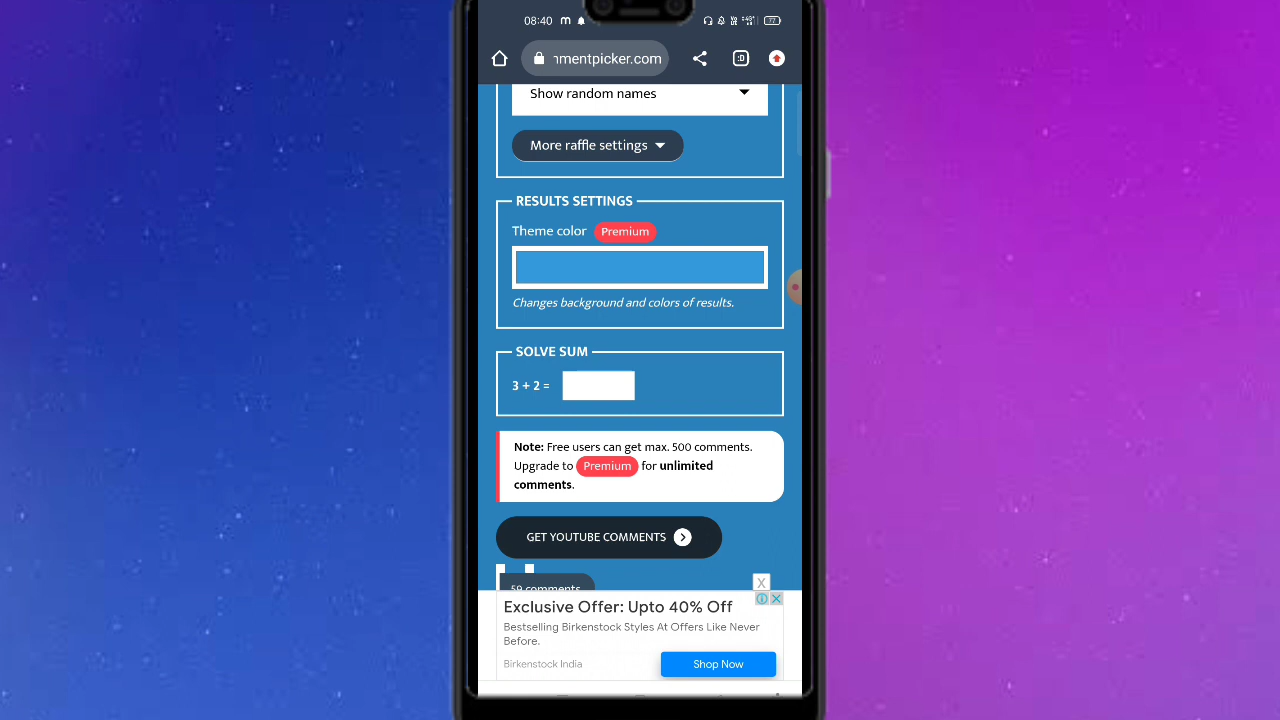 08:40
nmentpicker.com
:D
Show random names
More raffle settings
RESULTS SETTINGS
Theme color Premium
Changes background and colors of results.
SOLVE SUM
3 + 2 =
Note: Free users can get max. 500 comments.
Upgrade to Premium for unlimited
comments.
GET YOUTUBE COMMENTS
59 comments
X
Exclusive Offer: Upto 40% Off
Bestselling Birkenstock Styles At Offers Like Never
Before.
Birkenstock India
Shop Now